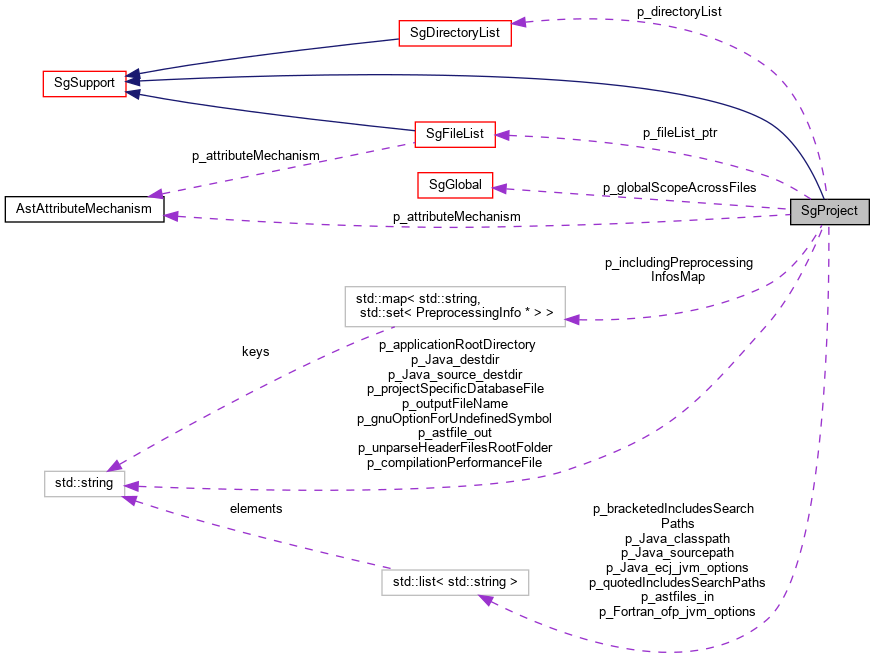 p_directoryList
SgDirectoryList
SgSupport
SgFileList
p_fileList_ptr
p_attributeMechanism
SgGlobal
p_globalScopeAcrossFiles
AstAttributeMechanism
p_attributeMechanism
SgProject
p_includingPreprocessing
InfosMap
std::map< std::string,
std::set< PreprocessingInfo * > >
keys
p_applicationRootDirectory
p_Java_destdir
p_Java_source_destdir
p_projectSpecificDatabaseFile
p_outputFileName
p_gnuOptionForUndefinedSymbol
p_astfile_out
p_unparseHeaderFilesRootFolder
p_compilationPerformanceFile
std::string
elements
p_bracketedIncludesSearch
Paths
p_Java_classpath
p_Java_sourcepath
p_Java_ecj_jvm_options
p_quotedIncludesSearchPaths
p_astfiles_in
p_Fortran_ofp_jvm_options
std::list< std::string >